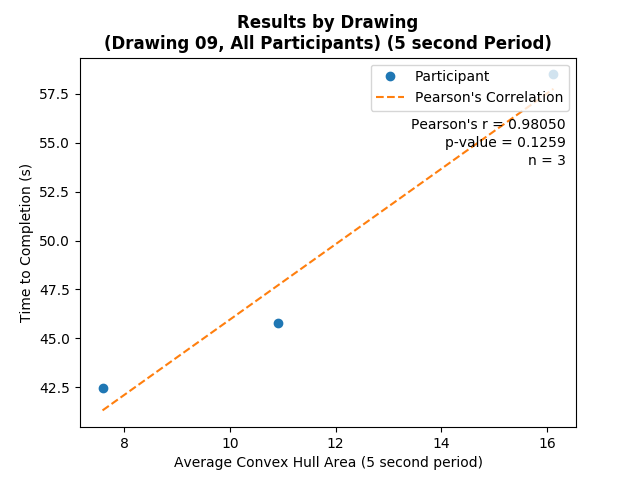 Results by Drawing
(Drawing 09, All Participants) (5 second Period)
Participant
Pearson's Correlation
Pearson's r = 0.98050
p-value = 0.1259
n = 3
Time to Completion (s)
57.5
55.0
52.5
50.0
47.5
45.0
42.5
8
10
12
14
16
Average Convex Hull Area (5 second period)